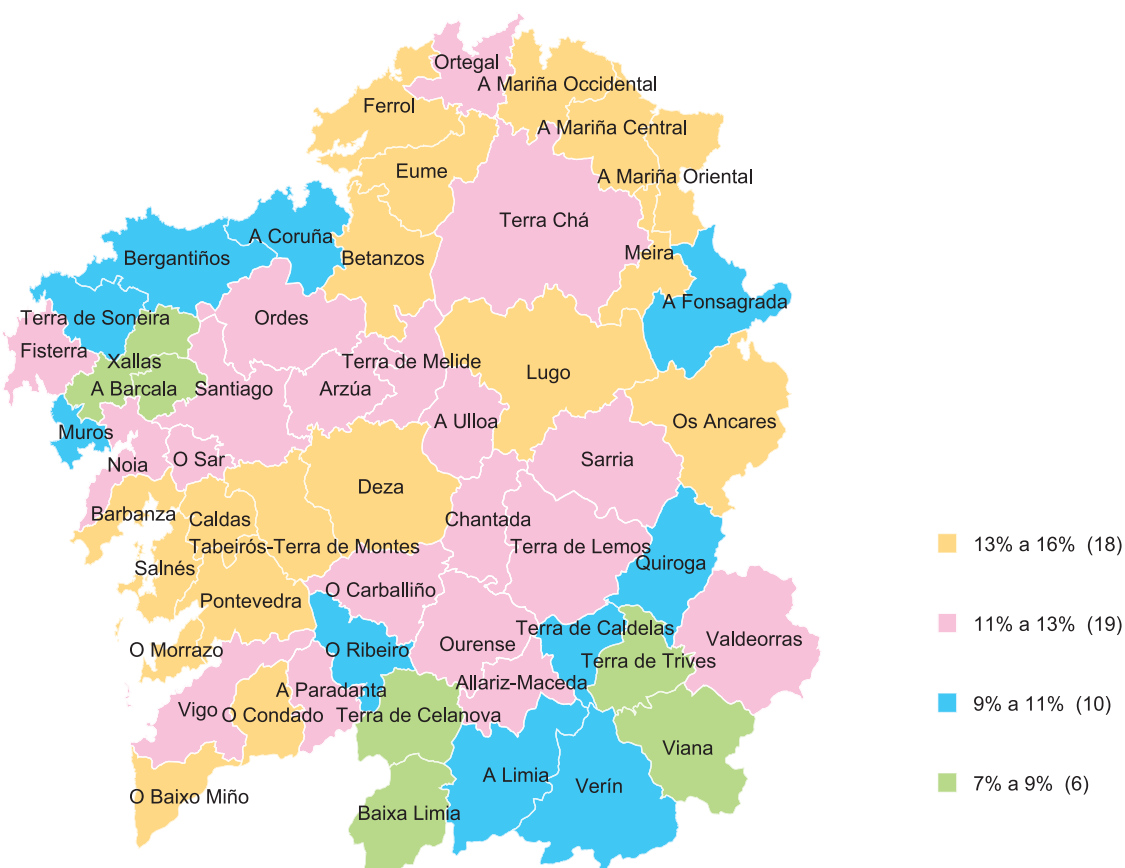 Ortegal
A Mariña Occidental
Ferrol
A Mariña Central
Eume
A Mariña Oriental
Terra Chá
A Coruña
Bergantiños
Betanzos
Meira
A Fonsagrada
Terra de Soneira
Ordes
Fisterra
Xallas
Terra de Melide
Lugo
A Barcala
Santiago
Arzúa
Muros
A Ulloa
Os Ancares
Noia
O Sar
Sarria
Deza
Barbanza
Caldas
Chantada
Tabeirós-Terra de Montes
Terra de Lemos
Salnés
Quiroga
O Carballiño
Pontevedra
Terra de Caldelas
O Morrazo
O Ribeiro
Ourense
Valdeorras
Terra de Trives
Allariz-Maceda
A Paradanta
Vigo
O Condado
Terra de Celanova
Viana
A Limia
Verín
O Baixo Miño
Baixa Limia
13% a 16% (18)
11% a 13% (19)
9% a 11% (10)
7% a 9% (6)